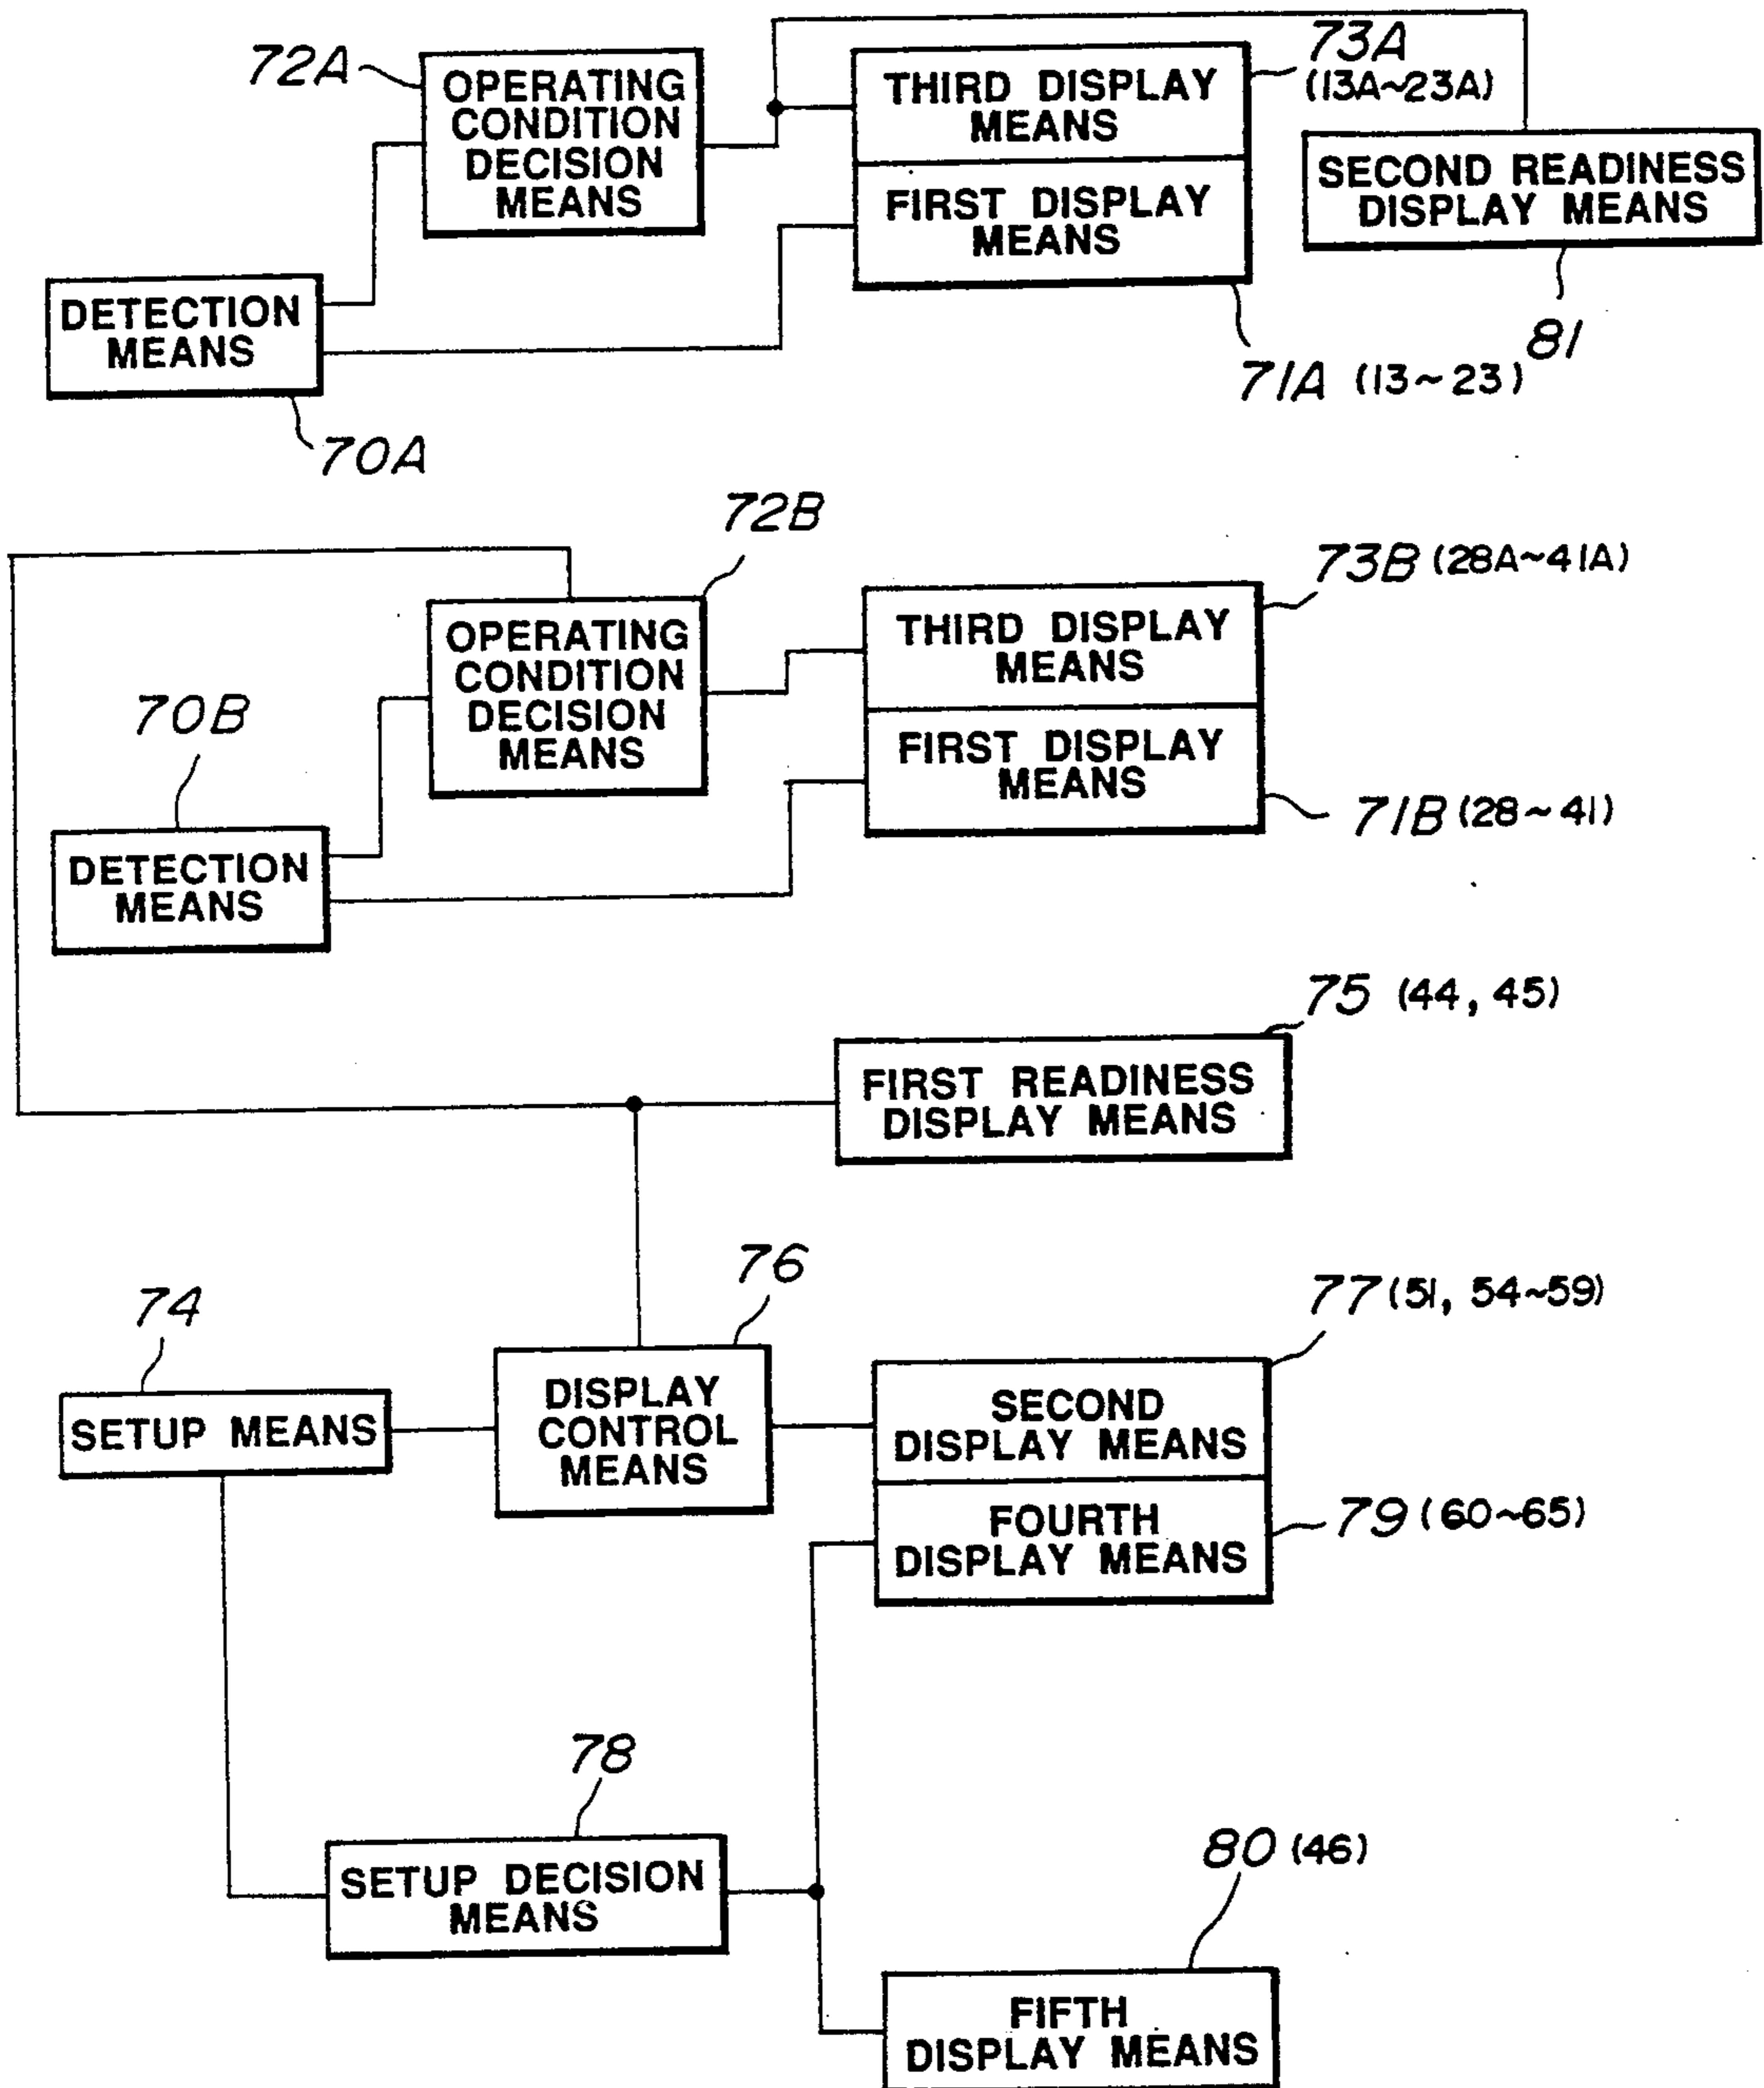 72A
OPERATING
CONDITION
DECISION
MEANS
THIRD DISPLAY
MEANS
73A
(13A~23A)
FIRST DISPLAY
MEANS
SECOND READINESS
DISPLAY MEANS
DETECTION
MEANS
81
71A (13~23)
70A
72B
73B (28A~41A)
OPERATING
CONDITION
DECISION
MEANS
THIRD DISPLAY
MEANS
70B
FIRST DISPLAY
MEANS
71B (28~41)
DETECTION
MEANS
75 (44, 45)
FIRST READINESS
DISPLAY MEANS
76
77 (51, 54~59)
74
SETUP MEANS
DISPLAY
CONTROL
MEANS
SECOND
DISPLAY MEANS
FOURTH
DISPLAY MEANS
79 (60~65)
78
SETUP DECISION
MEANS
80 (46)
FIFTH
DISPLAY MEANS